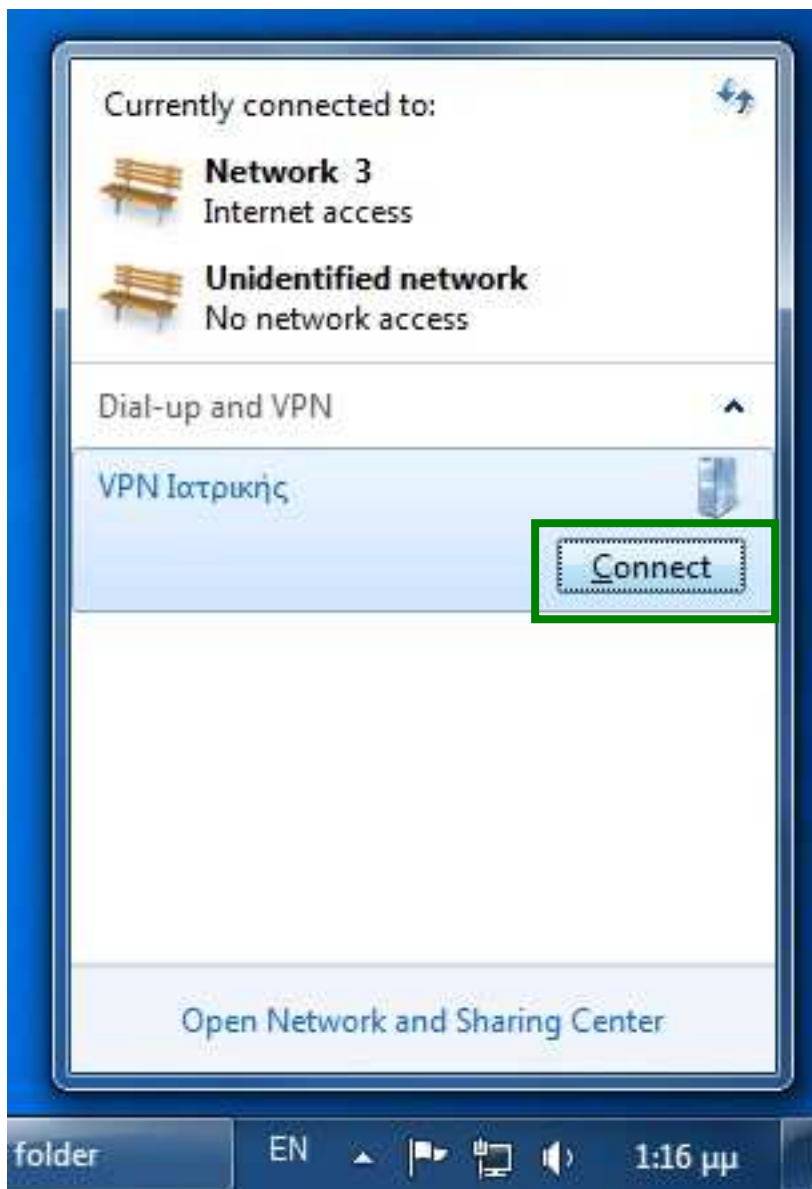 Currently connected to:
Network 3
Internet access
Unidentified network
No network access
Dial-up and VPN
VPN Ιατρικής
Connect
Open Network and Sharing Center
folder EN 1:16 μμ